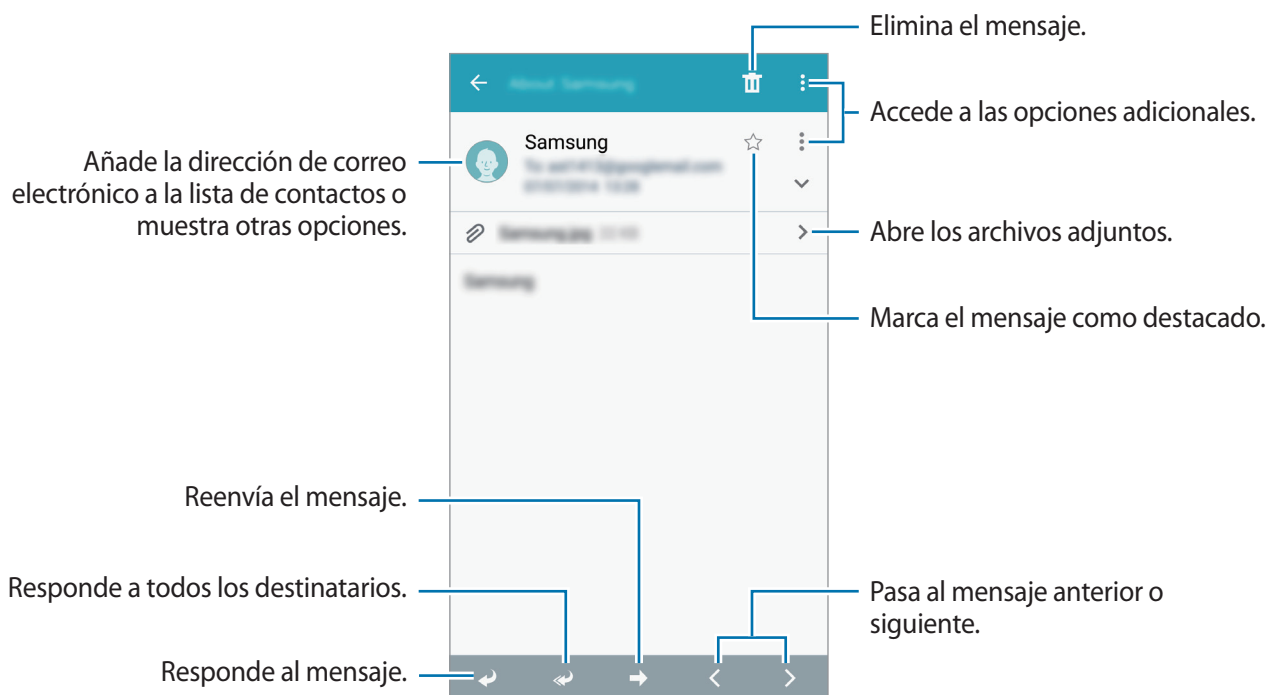 Elimina el mensaje.
Accede a las opciones adicionales.
Samsung
Añade la dirección de correo
electrónico a la lista de contactos o
muestra otras opciones.
Abre los archivos adjuntos.
Marca el mensaje como destacado.
Reenvía el mensaje.
Responde a todos los destinatarios.
Pasa al mensaje anterior o
siguiente.
Responde al mensaje.